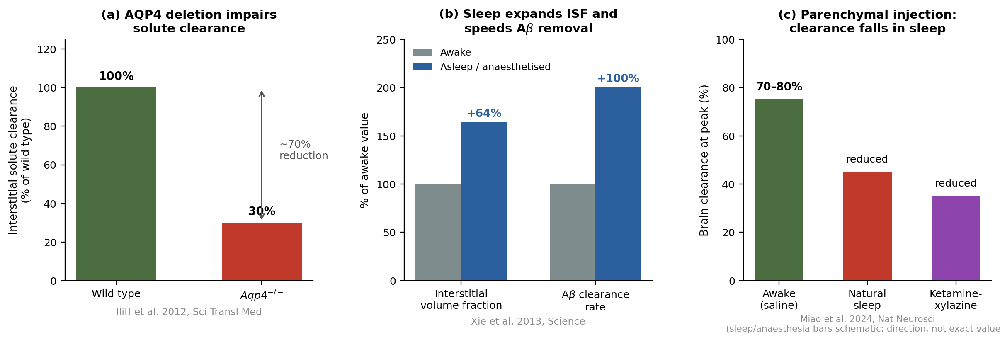 (a) AQP4 deletion impairs
solute clearance
Interstitial solute clearance
(% of wild type)
120
100
80
60
40
20
0
100%
30%
~70%
reduction
Wild type
Aqp4⁻/⁻
Iliff et al. 2012, Sci Transl Med
(b) Sleep expands ISF and
speeds Aβ removal
% of awake value
250
200
150
100
50
0
Awake
Asleep / anaesthetised
+64%
+100%
Interstitial
volume fraction
Aβ clearance
rate
Xie et al. 2013, Science
(c) Parenchymal injection:
clearance falls in sleep
Brain clearance at peak (%)
100
80
60
40
20
0
70–80%
reduced
reduced
Awake
(saline)
Natural
sleep
Ketamine-
xylazine
Miao et al. 2024, Nat Neurosci
(sleep/anaesthesia bars schematic: direction, not exact value